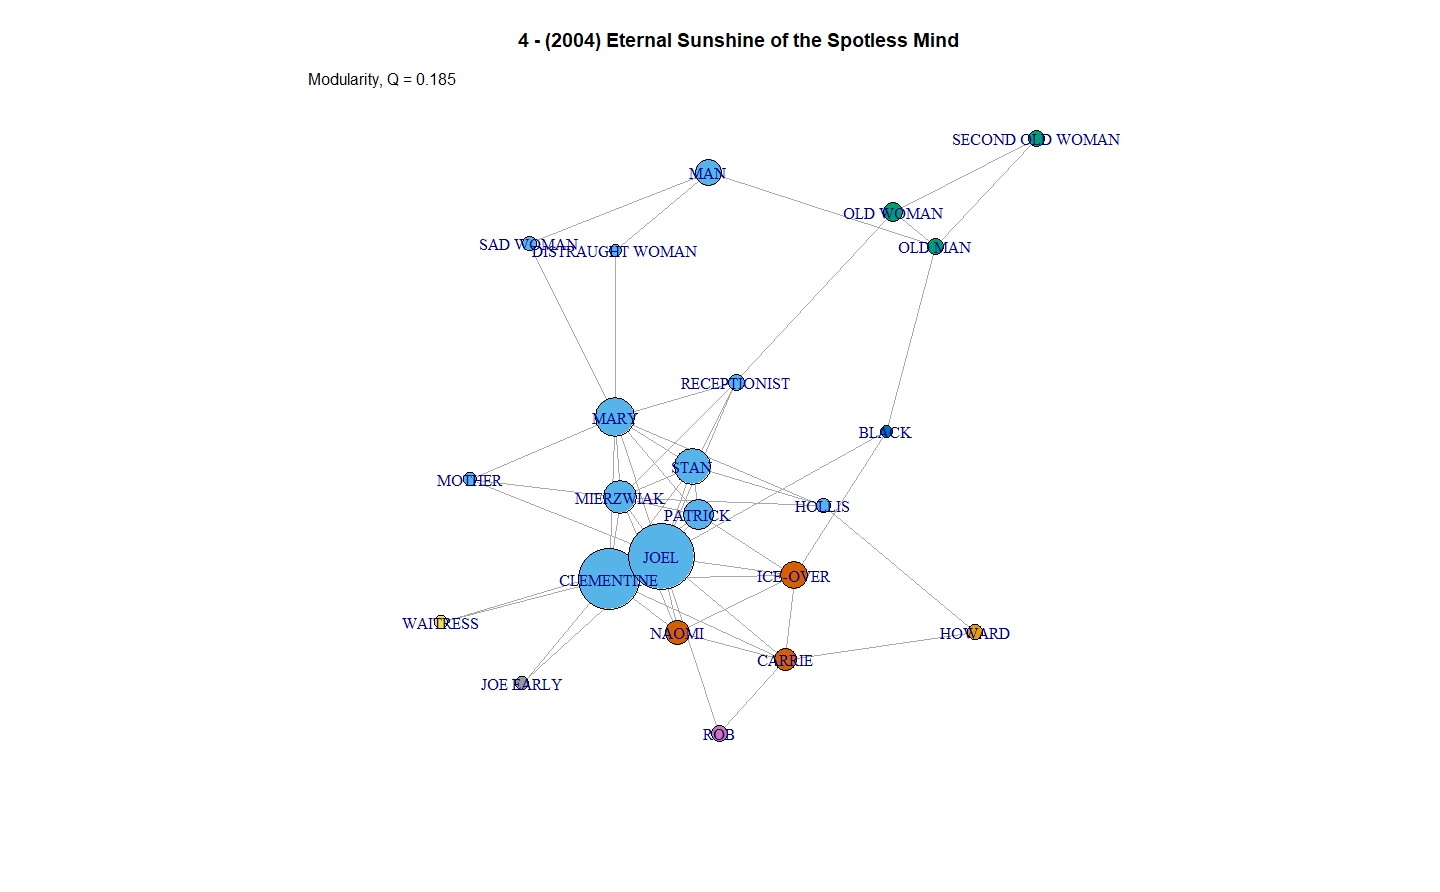 4 - (2004) Eternal Sunshine of the Spotless Mind
Modularity, Q = 0.185
SECOND OLD WOMAN
MAN
OLD WOMAN
SAD WOMAN
OLD MAN
DISTRAUGHT WOMAN
RECEPTIONIST
MARY
BLACK
STAN
MOTHER
MIERZWIAK
HOLLIS
PATRICK
JOEL
ICE-OVER
CLEMENTINE
WAITRESS
NAOMI
HOWARD
CARRIE
JOE EARLY
ROB